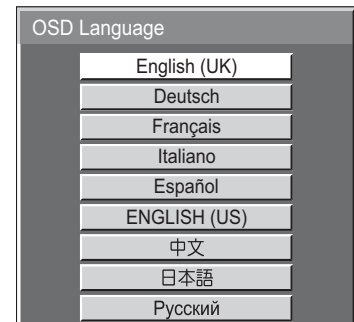 OSD Language
English (UK)
Deutsch
Français
Italiano
Español
ENGLISH (US)
中文
日本語
Русский